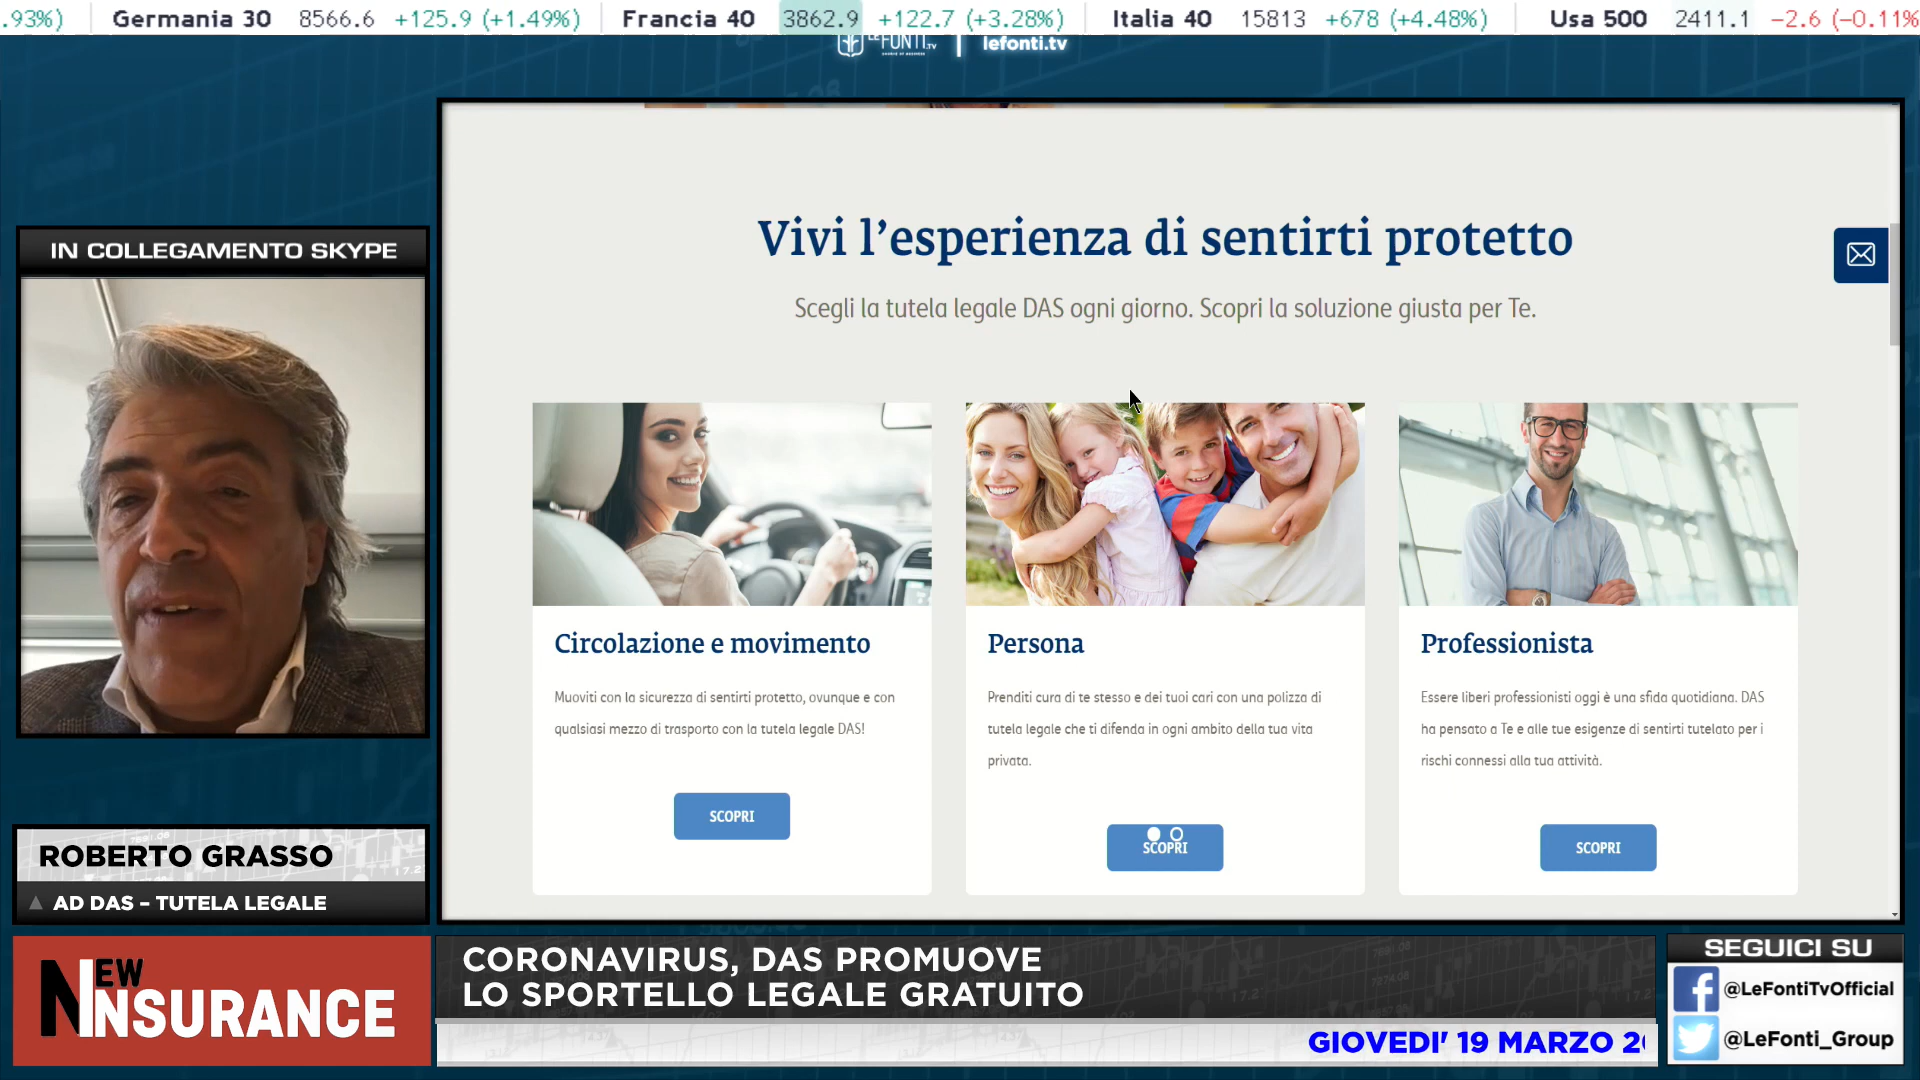 .93%) Germania 30 8566.6 +125.9 (+1.49%) Francia 40 3862.9 +122.7 (+3.28%) Italia 40 15813 +678 (+4.48%) Usa 500 2411.1 −2.6 (−0.11%
LEFONTI.TV lefonti.tv
IN COLLEGAMENTO SKYPE
Vivi l'esperienza di sentirti protetto
Scegli la tutela legale DAS ogni giorno. Scopri la soluzione giusta per Te.
Circolazione e movimento
Muoviti con la sicurezza di sentirti protetto, ovunque e con
qualsiasi mezzo di trasporto con la tutela legale DAS!
SCOPRI
Persona
Prenditi cura di te stesso e dei tuoi cari con una polizza di
tutela legale che ti difenda in ogni ambito della tua vita
privata.
SCOPRI
Professionista
Essere liberi professionisti oggi è una sfida quotidiana. DAS
ha pensato a Te e alle tue esigenze di sentirti tutelato per i
rischi connessi alla tua attività.
SCOPRI
ROBERTO GRASSO
AD DAS – TUTELA LEGALE
NEW INSURANCE
CORONAVIRUS, DAS PROMUOVE
LO SPORTELLO LEGALE GRATUITO
GIOVEDI' 19 MARZO 2
SEGUICI SU
@LeFontiTvOfficial
@LeFonti_Group